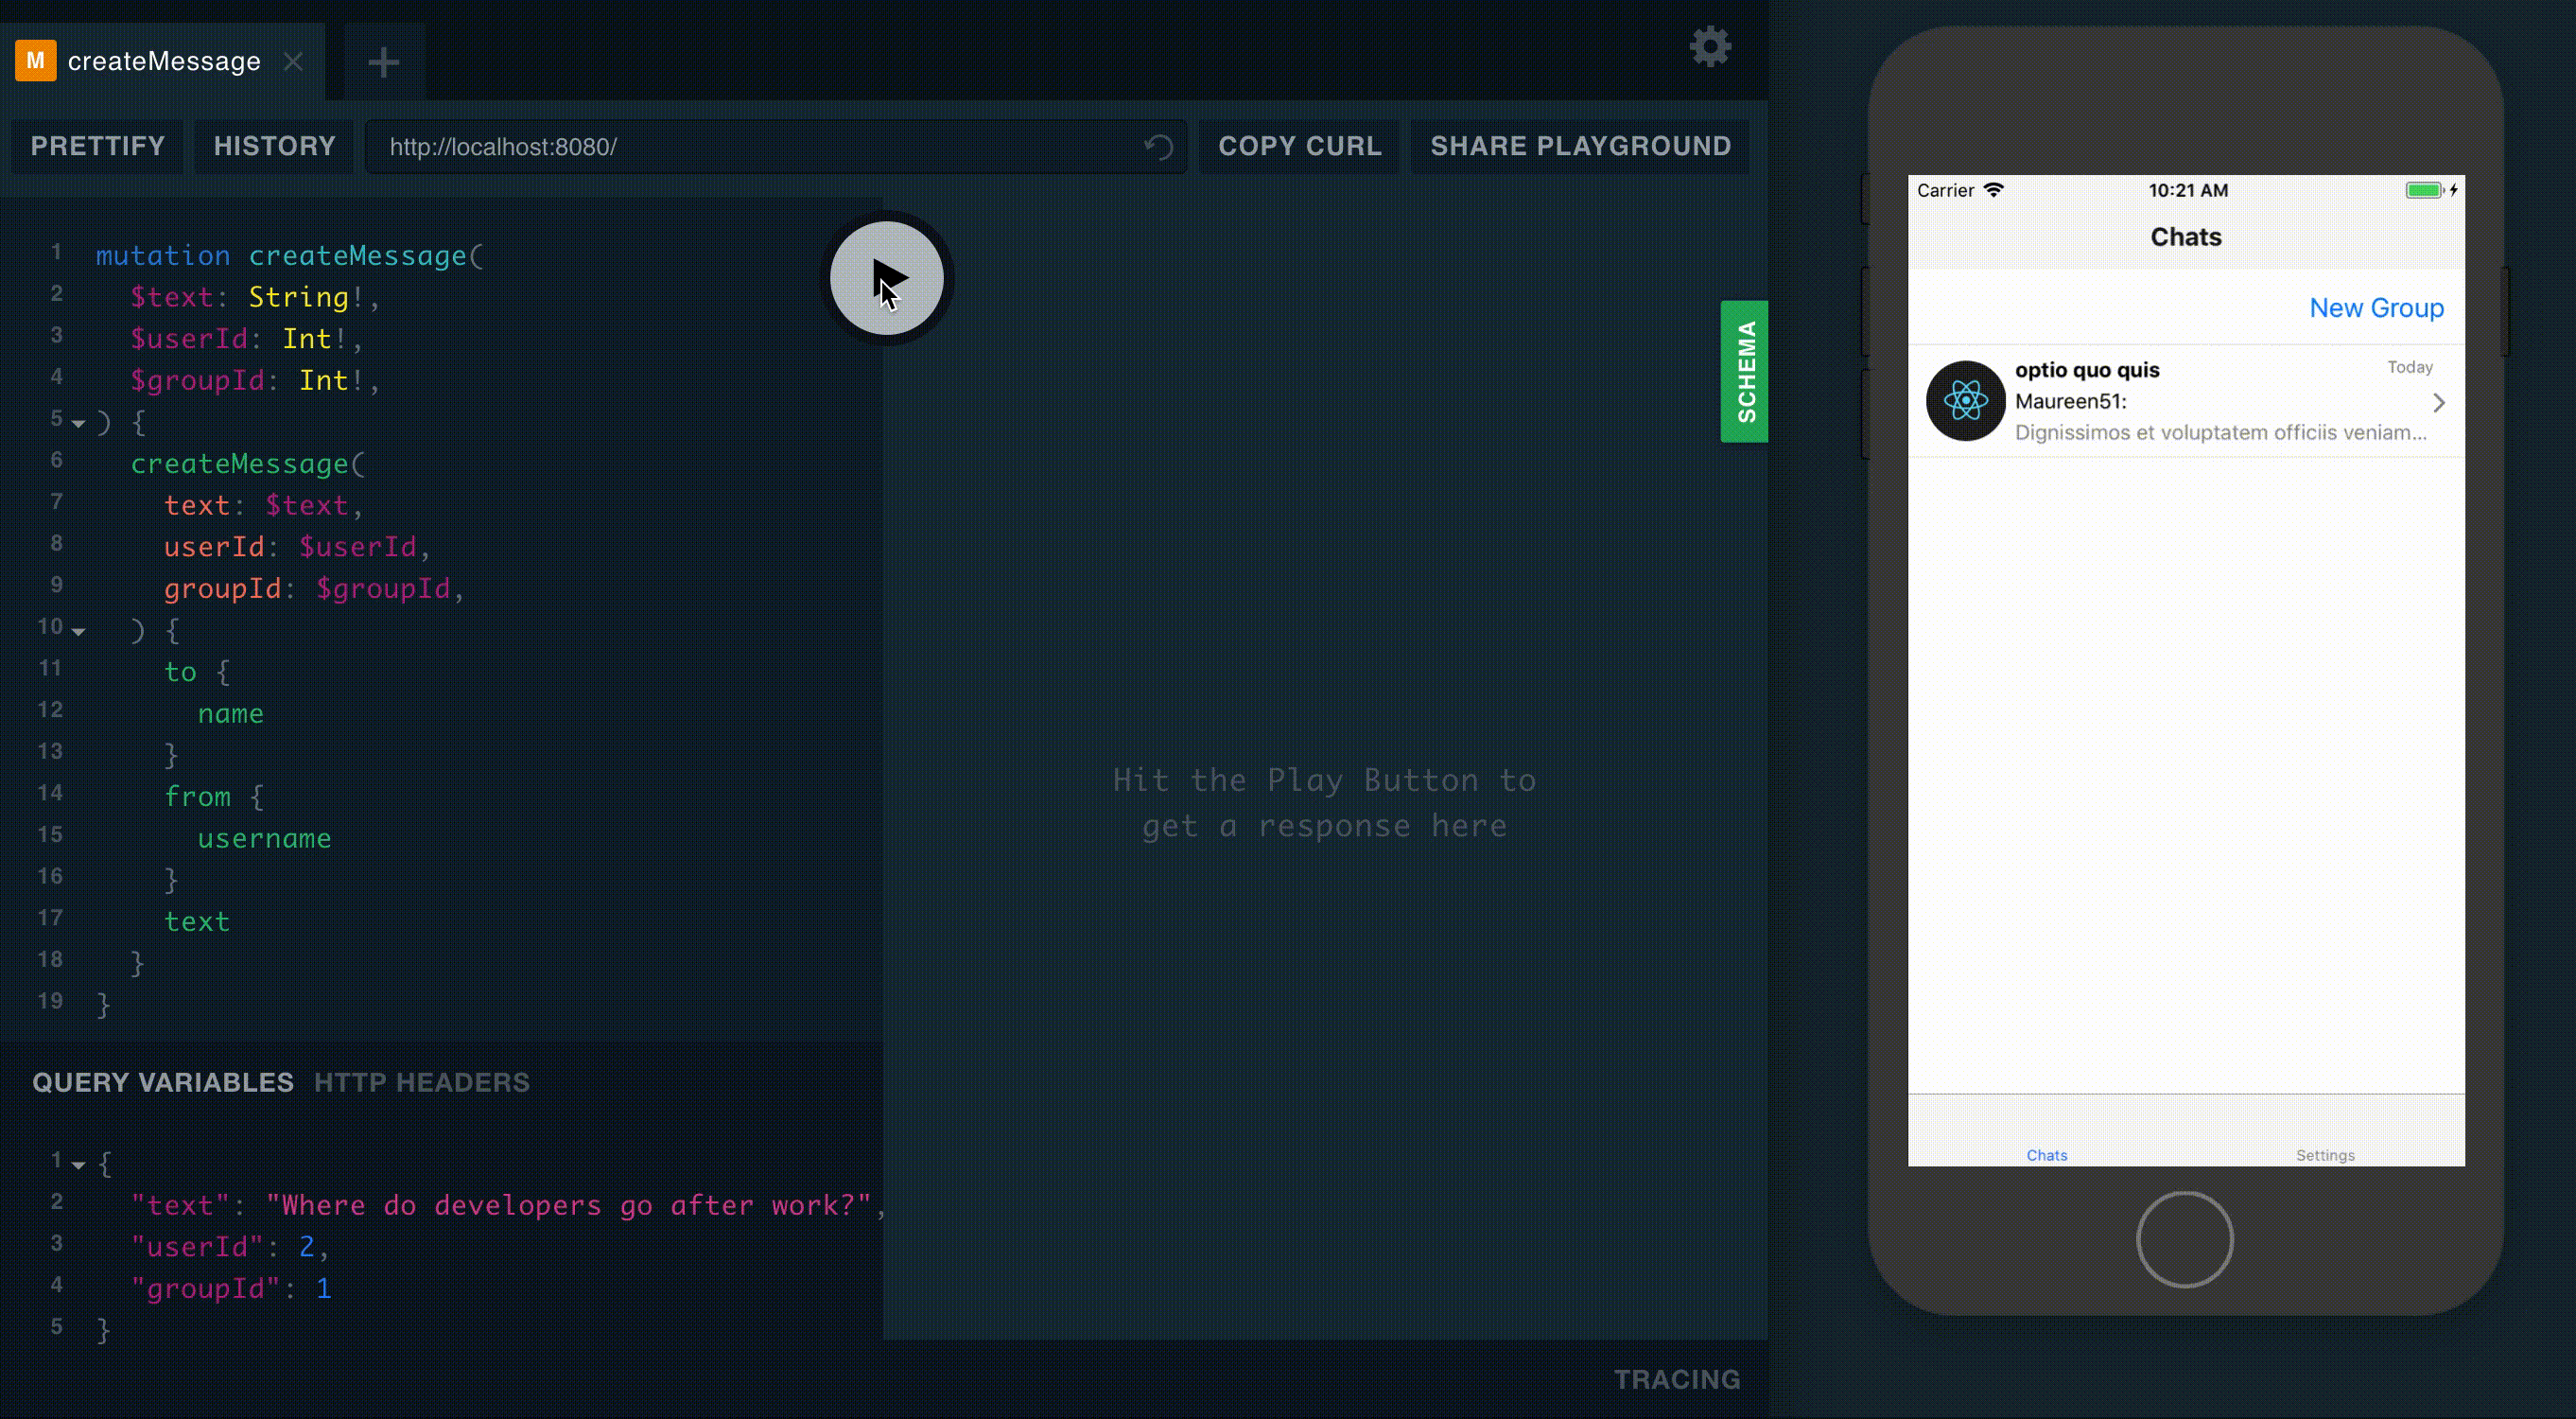 M createMessage
PRETTIFY HISTORY http://localhost:8080/ COPY CURL SHARE PLAYGROUND
1 mutation createMessage(
2 $text: String!,
3 $userId: Int!,
4 $groupId: Int!,
5 ) {
6 createMessage(
7 text: $text,
8 userId: $userId,
9 groupId: $groupId,
10 ) {
11 to {
12 name
13 }
14 from {
15 username
16 }
17 text
18 }
19 }
QUERY VARIABLES HTTP HEADERS
1 {
2 "text": "Where do developers go after work?",
3 "userId": 2,
4 "groupId": 1
5 }
Hit the Play Button to
get a response here
SCHEMA
TRACING
Carrier 10:21 AM
Chats
New Group
optio quo quis Today
Maureen51:
Dignissimos et voluptatem officiis veniam...
Chats Settings